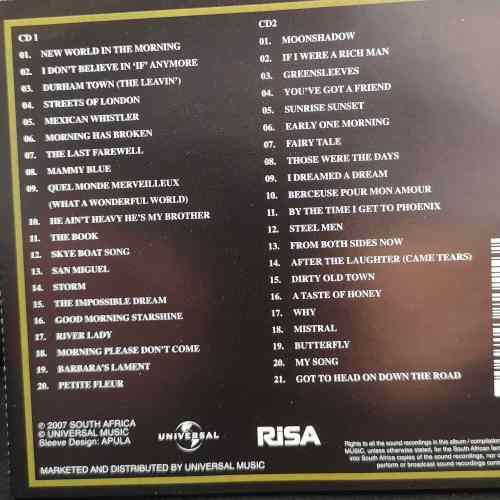 CD 1
01. NEW WORLD IN THE MORNING
02. I DON'T BELIEVE IN 'IF' ANYMORE
03. DURHAM TOWN (THE LEAVIN')
04. STREETS OF LONDON
05. MEXICAN WHISTLER
06. MORNING HAS BROKEN
07. THE LAST FAREWELL
08. MAMMY BLUE
09. QUEL MONDE MERVEILLEUX
(WHAT A WONDERFUL WORLD)
10. HE AIN'T HEAVY HE'S MY BROTHER
11. THE BOOK
12. SKYE BOAT SONG
13. SAN MIGUEL
14. STORM
15. THE IMPOSSIBLE DREAM
16. GOOD MORNING STARSHINE
17. RIVER LADY
18. MORNING PLEASE DON'T COME
19. BARBARA'S LAMENT
20. PETITE FLEUR
CD2
01. MOONSHADOW
02. IF I WERE A RICH MAN
03. GREENSLEEVES
04. YOU'VE GOT A FRIEND
05. SUNRISE SUNSET
06. EARLY ONE MORNING
07. FAIRY TALE
08. THOSE WERE THE DAYS
09. I DREAMED A DREAM
10. BERCEUSE POUR MON AMOUR
11. BY THE TIME I GET TO PHOENIX
12. STEEL MEN
13. FROM BOTH SIDES NOW
14. AFTER THE LAUGHTER (CAME TEARS)
15. DIRTY OLD TOWN
16. A TASTE OF HONEY
17. WHY
18. MISTRAL
19. BUTTERFLY
20. MY SONG
21. GOT TO HEAD ON DOWN THE ROAD
℗ 2007 SOUTH AFRICA
© UNIVERSAL MUSIC
Sleeve Design: APULA
UNIVERSAL
RiSA
MARKETED AND DISTRIBUTED BY UNIVERSAL MUSIC
Rights to all the sound recordings in this album / compilation
MUSIC, unless otherwise stated, for the South African
into South Africa copies of the sound recordings, nor
perform or broadcast sound recordings